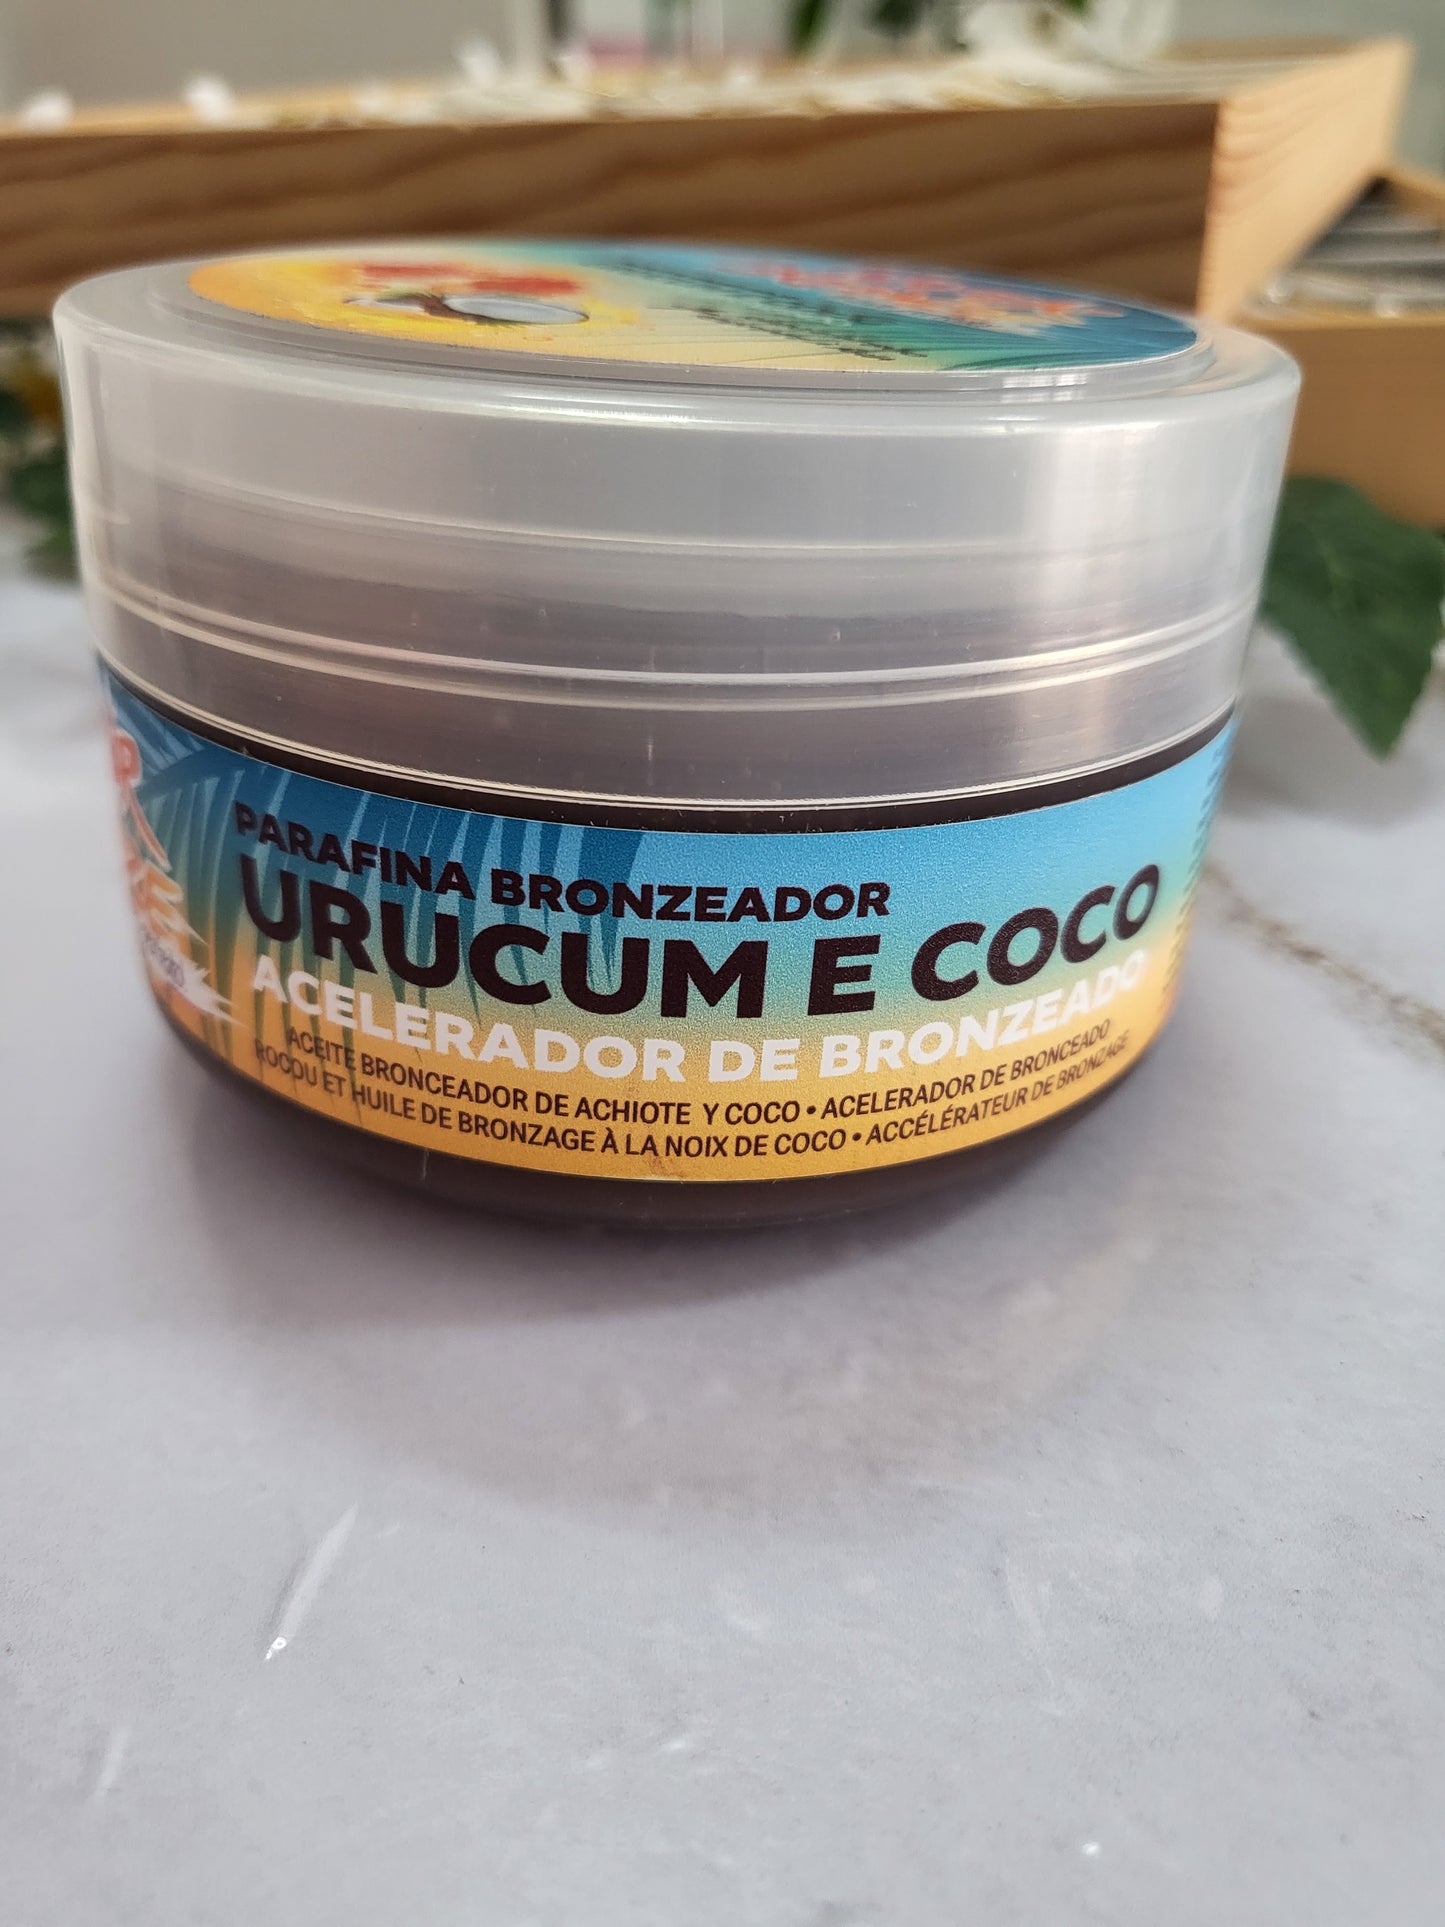 PARAFINA BRONZEADOR
URUCUM E COCO
ACELERADOR DE BRONZEADO
ACEITE BRONCEADOR DE ACHIOTE Y COCO • ACELERADOR DE BRONCEADO
ROCOU ET HUILE DE BRONZAGE À LA NOIX DE COCO • ACCÉLÉRATEUR DE BRONZAGE